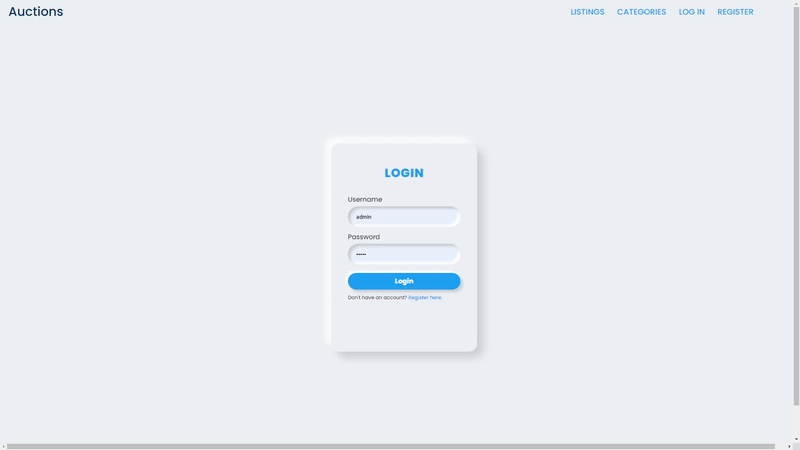 Auctions
LISTINGS CATEGORIES LOG IN REGISTER
LOGIN
Username
admin
Password
•••••
Login
Don't have an account? Register here.